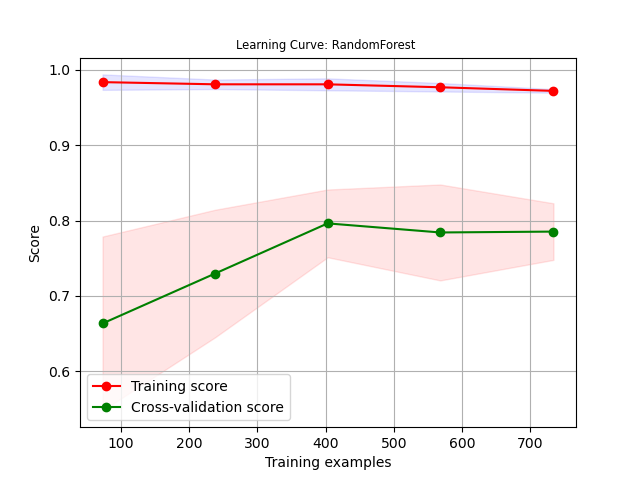 Learning Curve: RandomForest
1.0
0.9
0.8
0.7
0.6
Score
Training score
Cross-validation score
100 200 300 400 500 600 700
Training examples